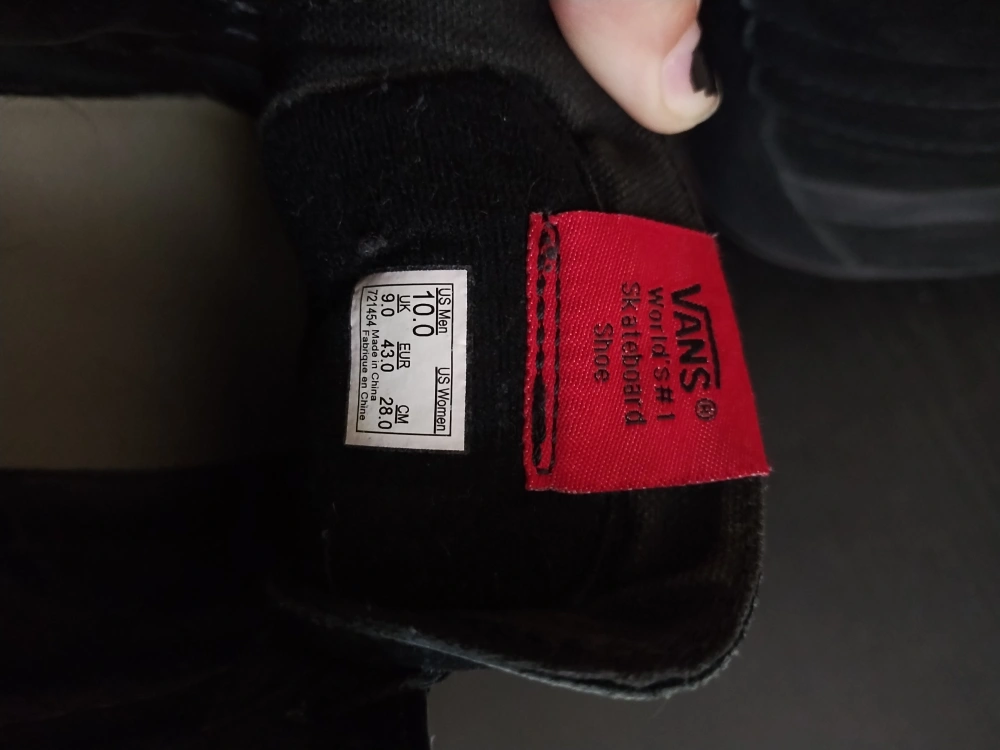 VANS®
World's #1
Skateboard
Shoe
US Men US Women
10.0
UK EUR CM
9.0 43.0 28.0
721454 Made in China
Fabrique en Chine